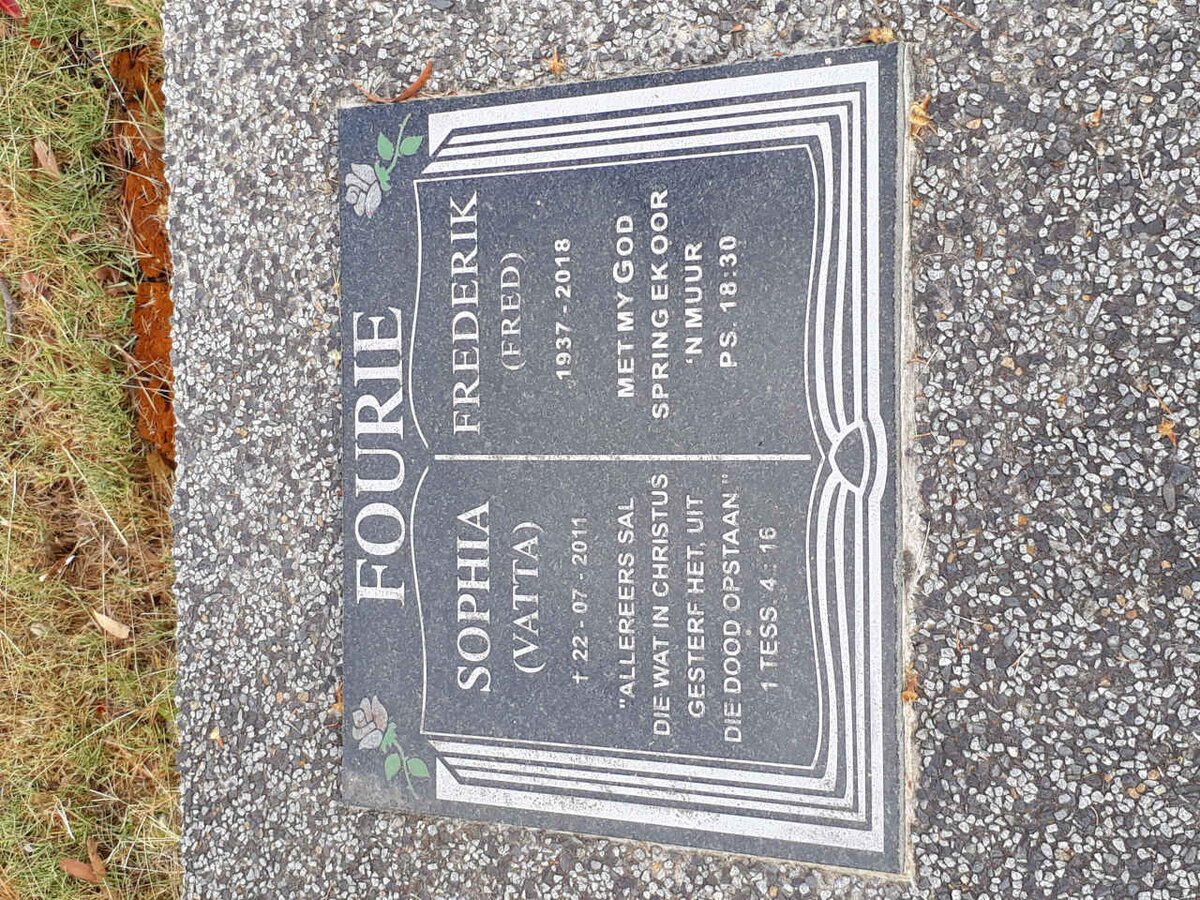 FOURIE
SOPHIA
(VATTA)
† 22 - 07 - 2011
"ALLEREERS SAL
DIE WAT IN CHRISTUS
GESTERF HET, UIT
DIE DOOD OPSTAAN "
1 TESS 4 : 16
FREDERIK
(FRED)
1937 - 2018
MET MY GOD
SPRING EK OOR
'N MUUR
PS. 18:30